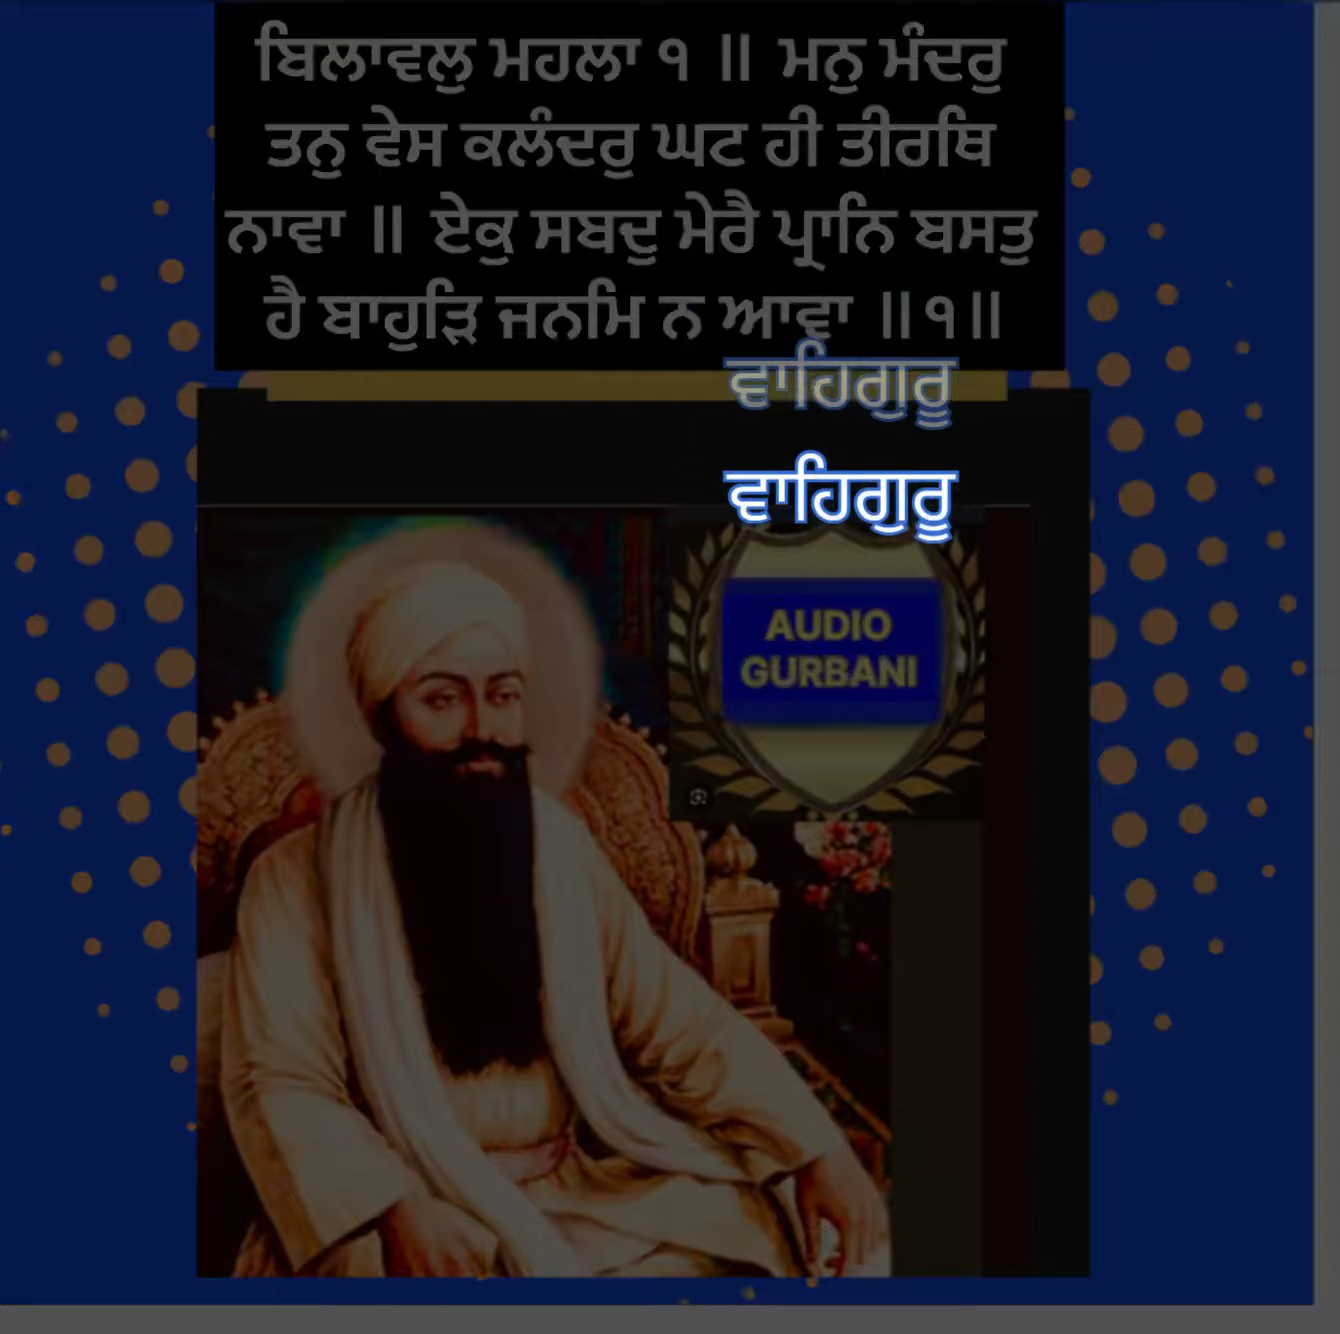 ਬਿਲਾਵਲੁ ਮਹਲਾ ੧ ॥ ਮਨੁ ਮੰਦਰੁ
ਤਨੁ ਵੇਸ ਕਲੰਦਰੁ ਘਟ ਹੀ ਤੀਰਥਿ
ਨਾਵਾ ॥ ਏਕੁ ਸਬਦੁ ਮੇਰੈ ਪ੍ਰਾਨਿ ਬਸਤੁ
ਹੈ ਬਾਹੁੜਿ ਜਨਮਿ ਨ ਆਵਾ ॥੧॥
ਵਾਹਿਗੁਰੂ
ਵਾਹਿਗੁਰੂ
AUDIO
GURBANI